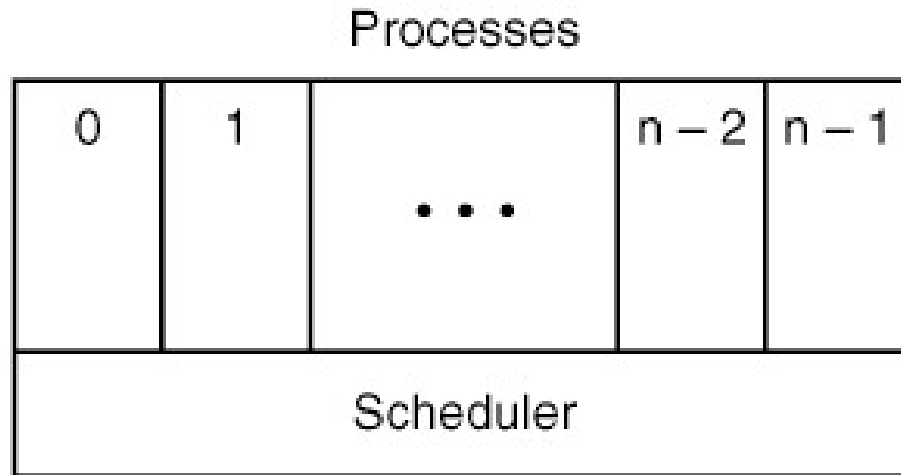 Processes
0 1 • • • n – 2 n – 1
Scheduler